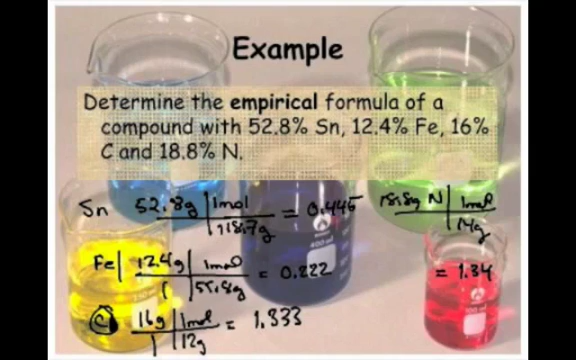 Example
Determine the empirical formula of a
compound with 52.8% Sn, 12.4% Fe, 16%
C and 18.8% N.
Sn 52.8g | 1mol = 0.445
118.7g
18.8g N | 1mol
14g
= 1.34
Fe | 12.4g | 1mol = 0.222
1 55.8g
C 16g | 1mol = 1.333
1 12g